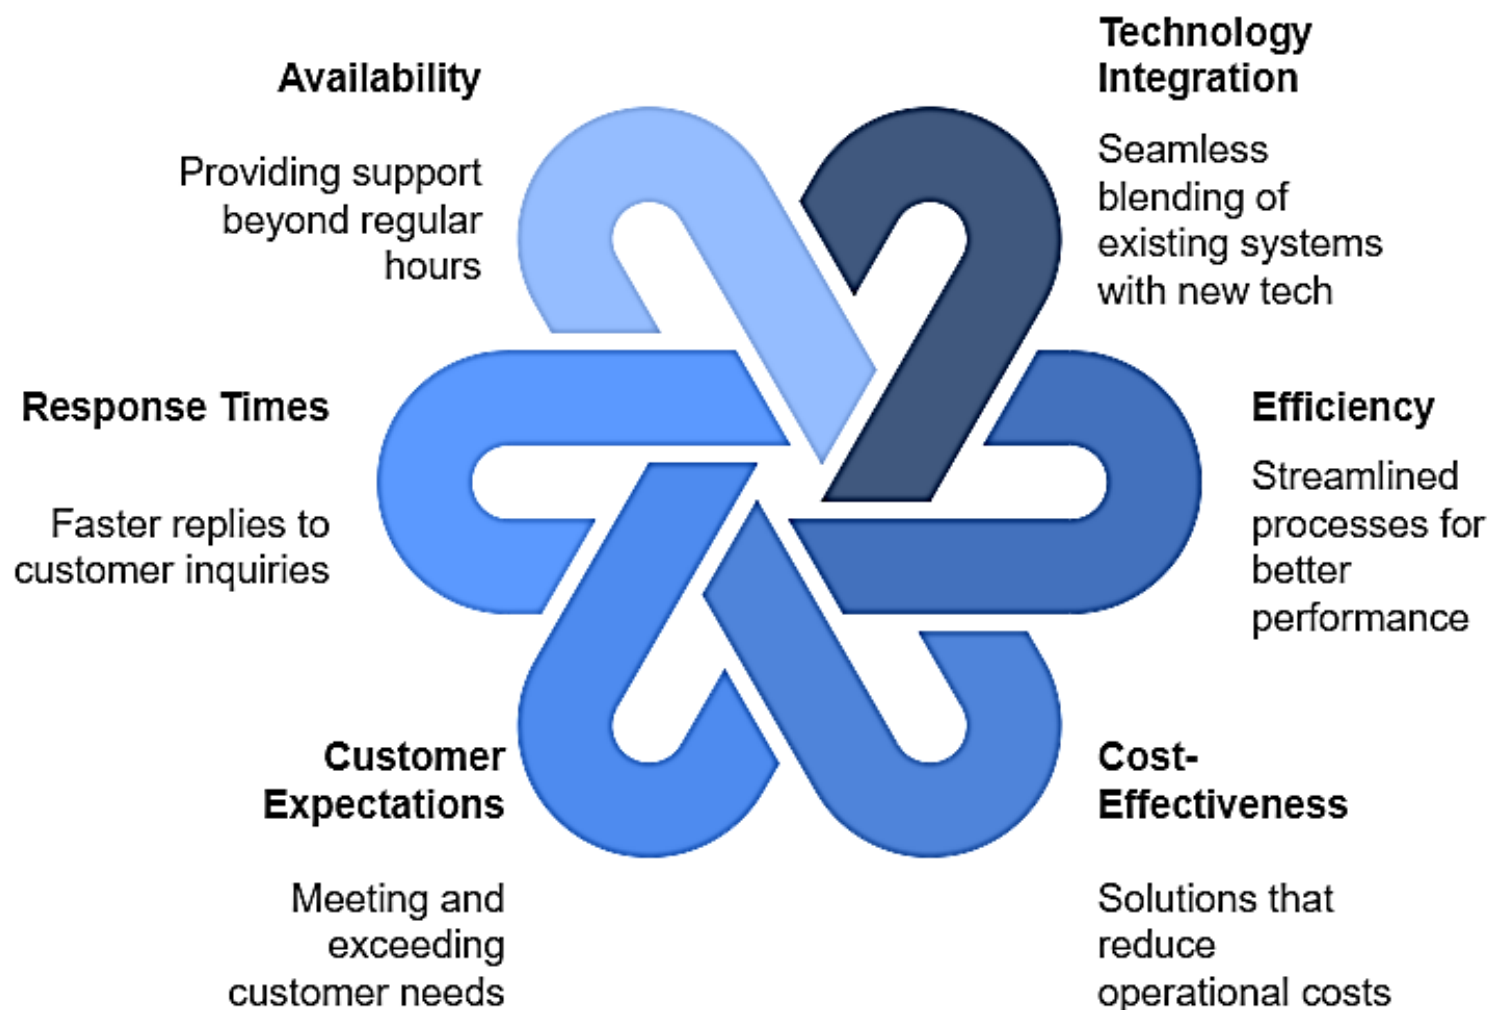 Availability
Providing support
beyond regular
hours
Technology
Integration
Seamless
blending of
existing systems
with new tech
Response Times
Faster replies to
customer inquiries
Efficiency
Streamlined
processes for
better
performance
Customer
Expectations
Meeting and
exceeding
customer needs
Cost-
Effectiveness
Solutions that
reduce
operational costs